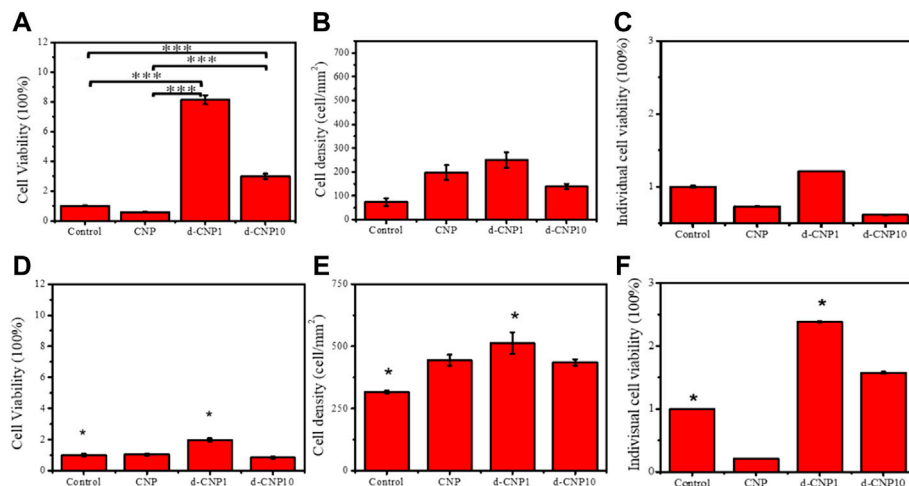 A
Cell Viability (100%)
12
10
8
6
4
2
0
***
***
***
***
Control CNP d-CNP1 d-CNP10
B
Cell density (cell/mm2)
700
600
500
400
300
200
100
0
Control CNP d-CNP1 d-CNP10
C
Individual cell viability (100%)
3
2
1
Control CNP d-CNP1 d-CNP10
D
Cell Viability (100%)
12
10
8
6
4
2
0
* *
Control CNP d-CNP1 d-CNP10
E
Cell density (cell/mm2)
750
500
250
0
* *
Control CNP d-CNP1 d-CNP10
F
Indivisual cell viability (100%)
3
2
1
0
* *
Control CNP d-CNP1 d-CNP10